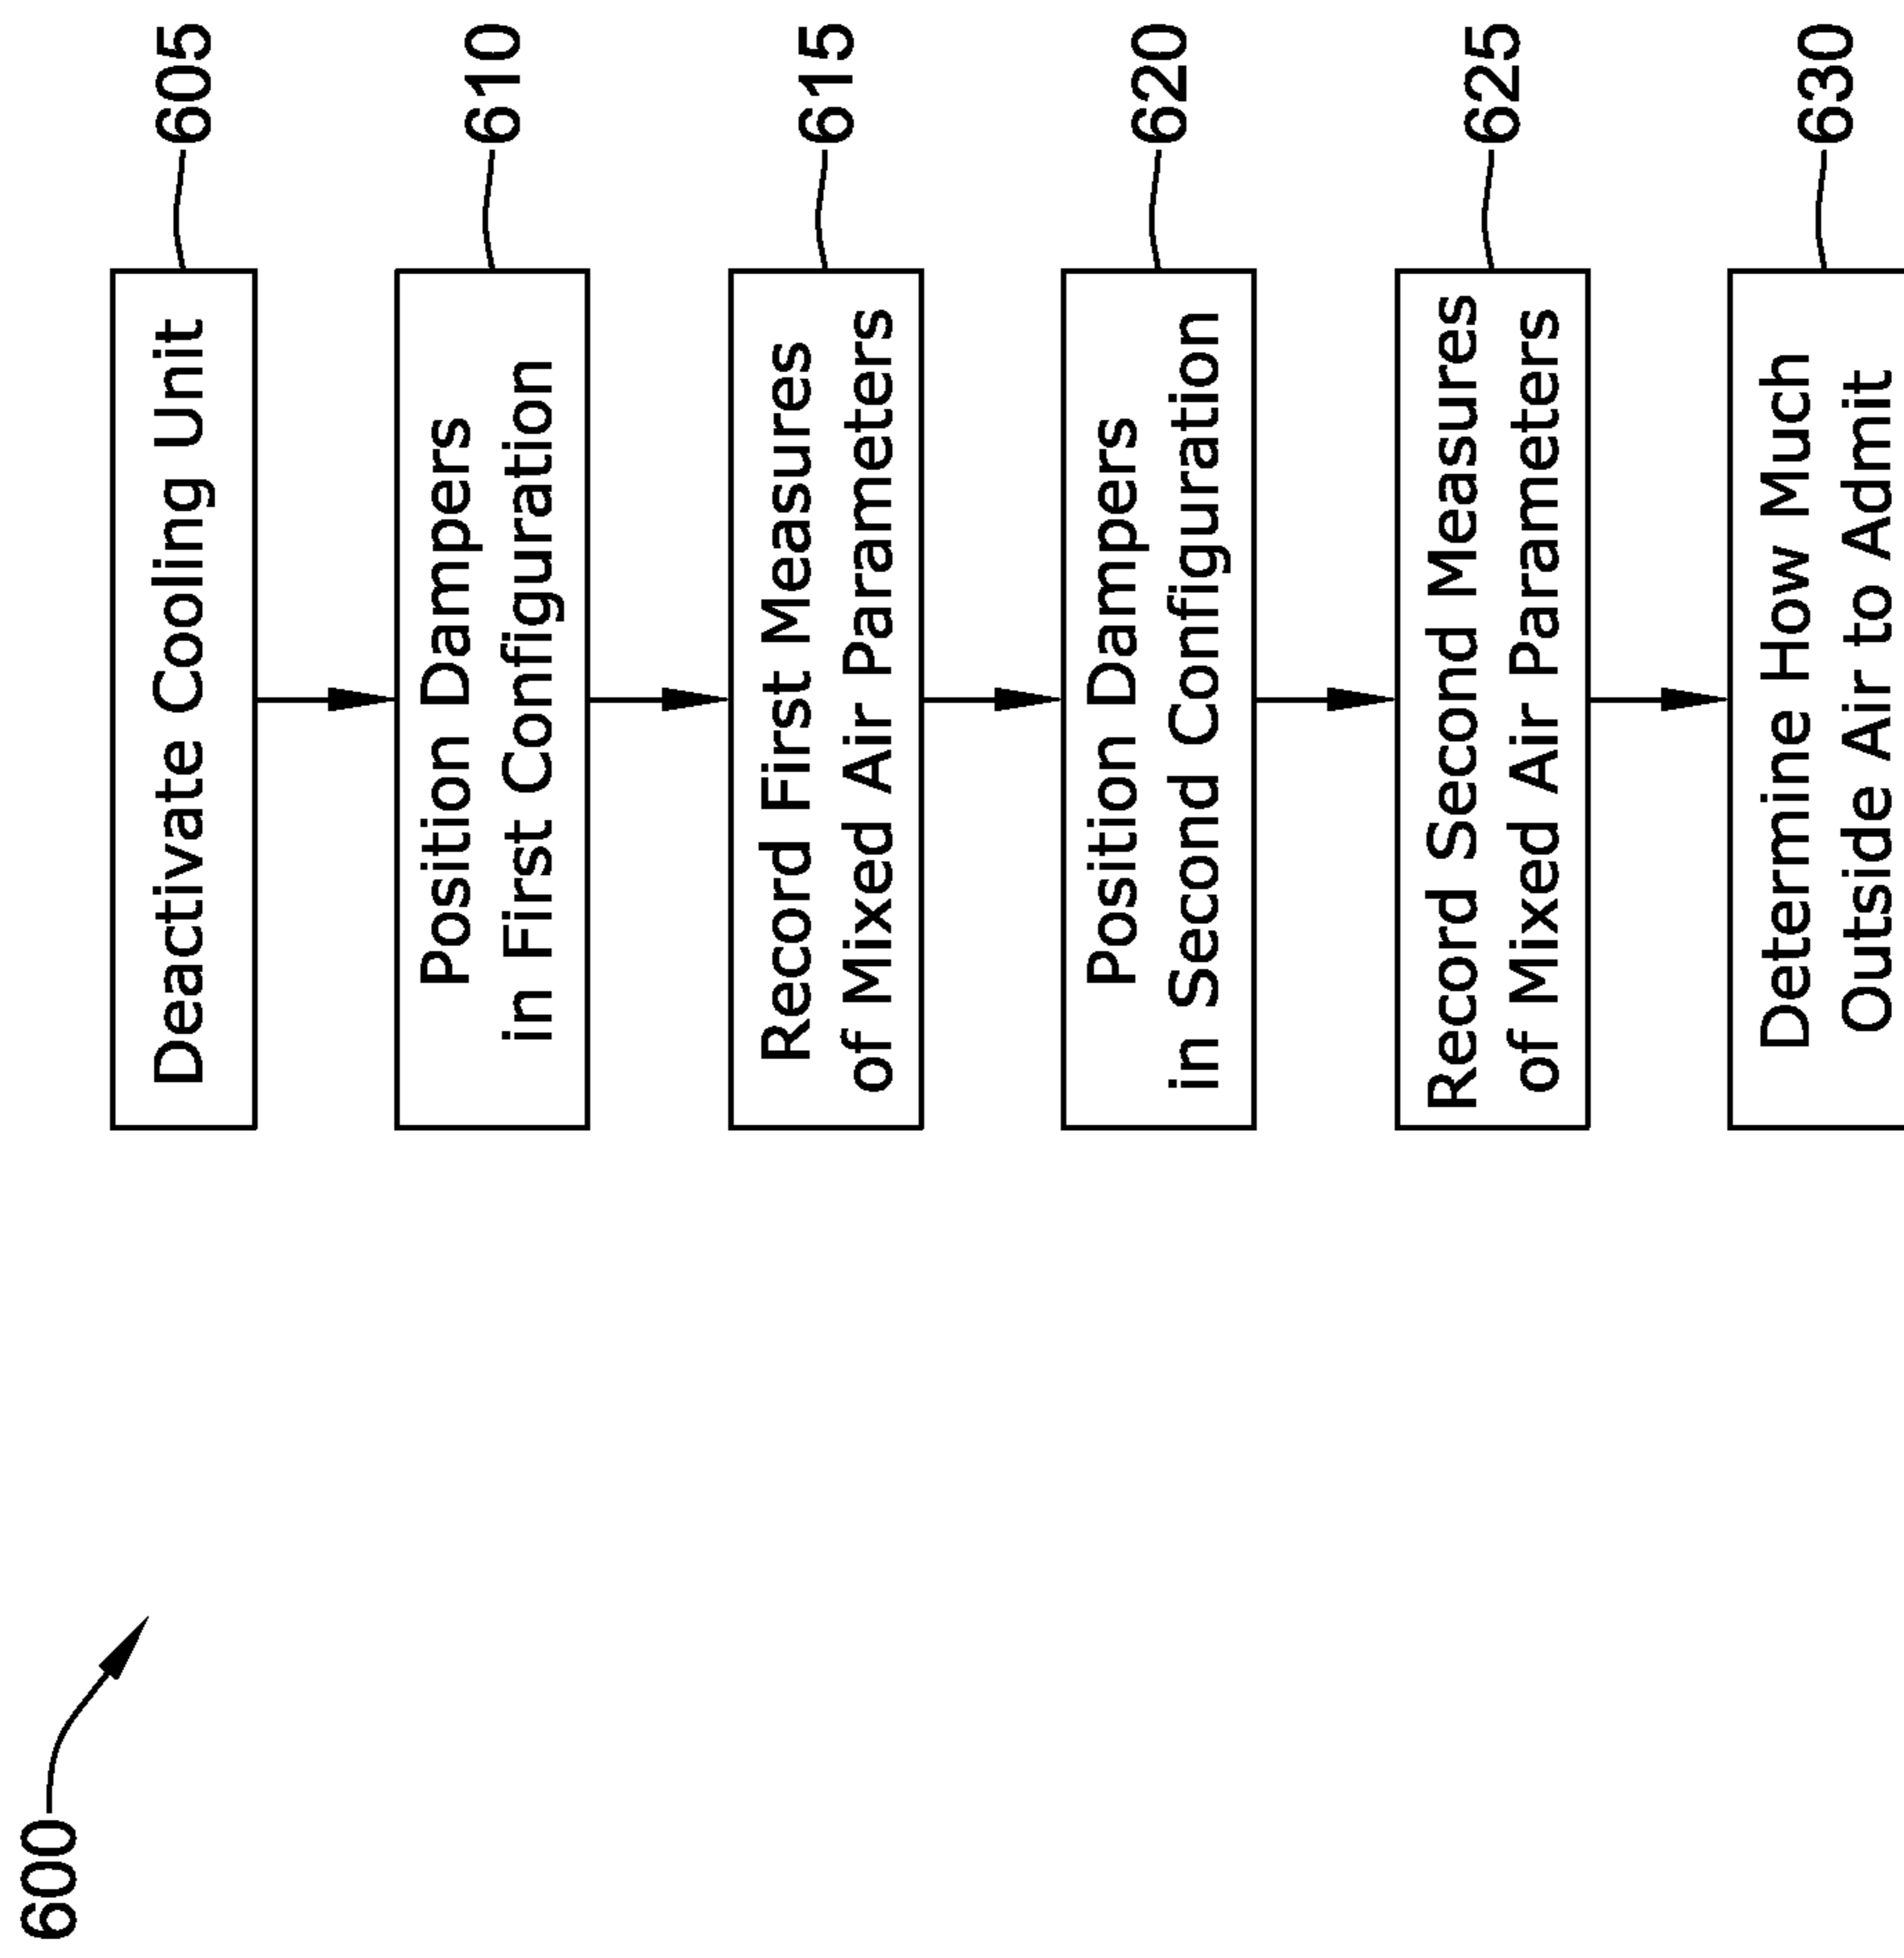 600
Deactivate Cooling Unit
605
Position Dampers
in First Configuration
610
Record First Measures
of Mixed Air Parameters
615
Position Dampers
in Second Configuration
620
Record Second Measures
of Mixed Air Parameters
625
Determine How Much
Outside Air to Admit
630